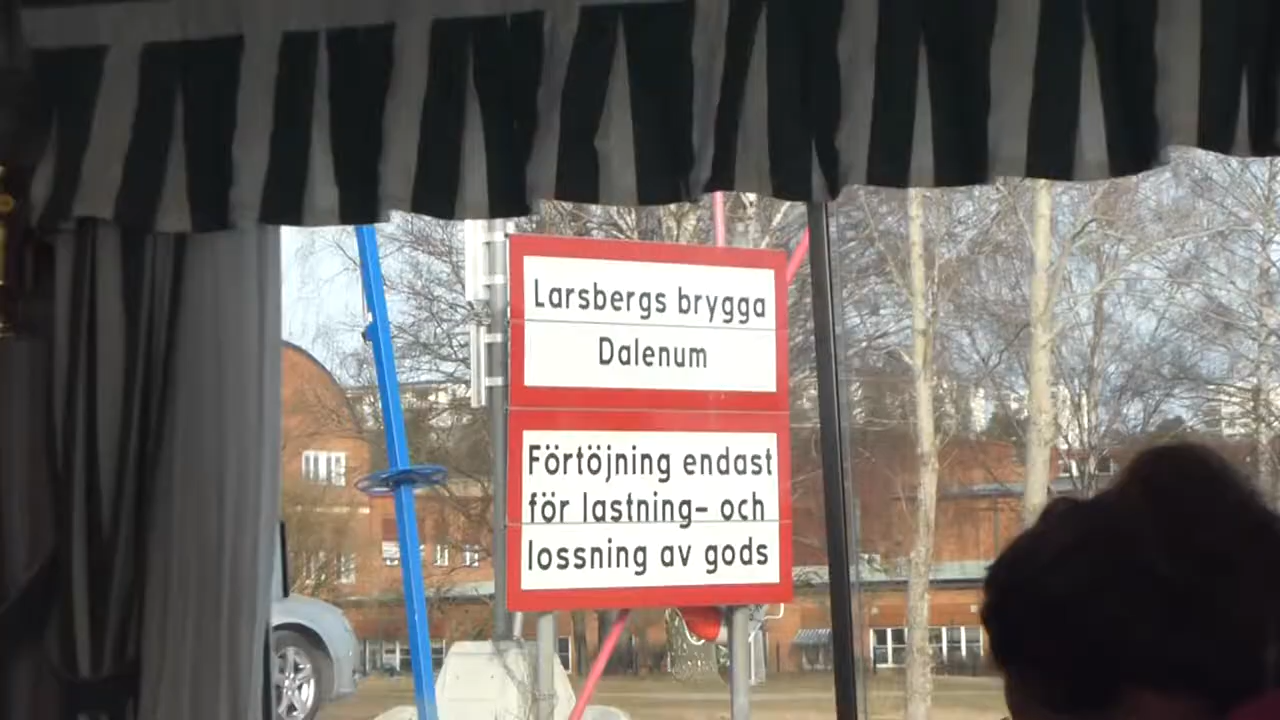 Larsbergs brygga
Dalenum
Förtöjning endast
för lastning- och
lossning av gods